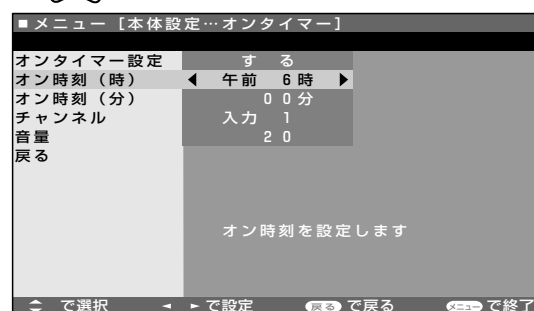 ■メニュー [本体設定…オンタイマー]
オンタイマー設定 する
オン時刻(時) ◀ 午前 6時 ▶
オン時刻(分) 00分
チャンネル 入力 1
音量 20
戻る
オン時刻を設定します
で選択 ◄ ► で設定 戻る で戻る メニュー で終了